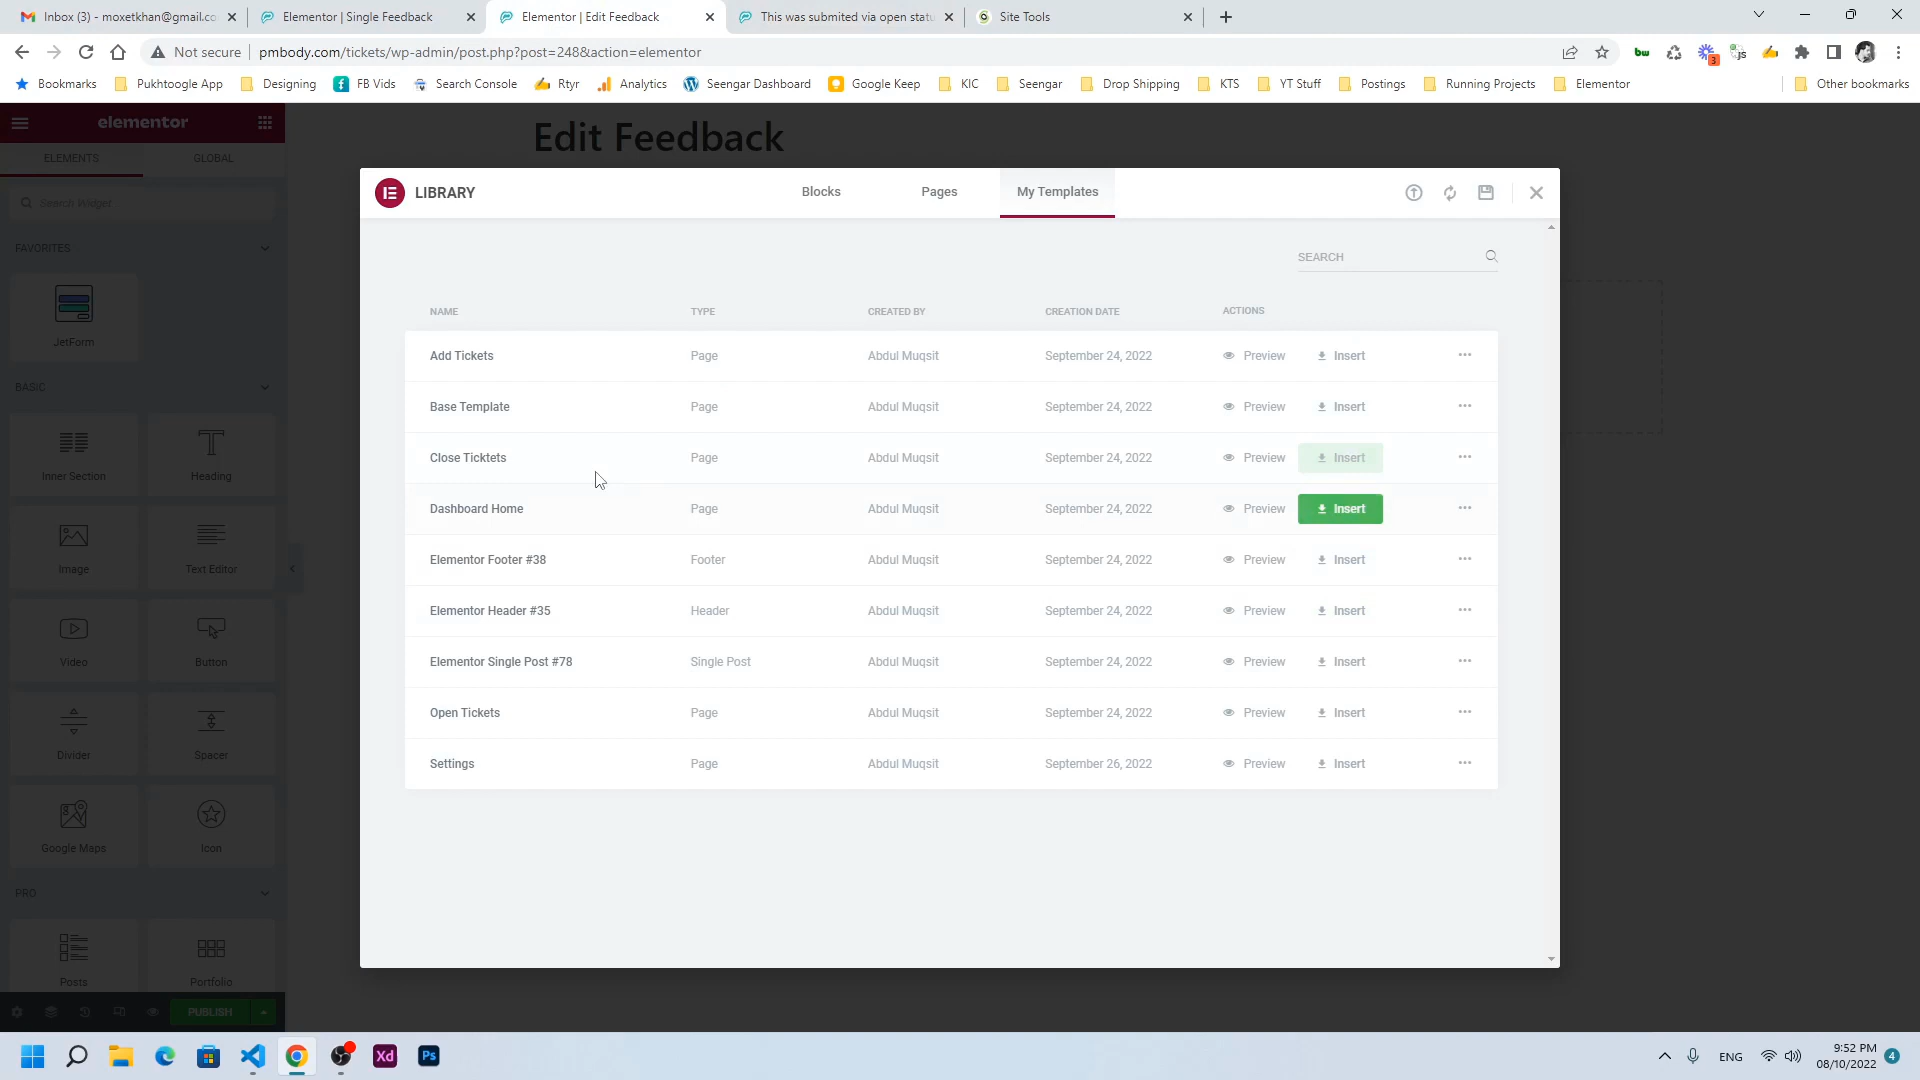 Inbox (3) - moxetkhan@gmail.co
Elementor | Single Feedback
Elementor | Edit Feedback
This was submited via open statu
Site Tools
Not secure
pmbody.com/tickets/wp-admin/post.php?post=248&action=elementor
3
Bookmarks
Pukhtoogle App
Designing
FB Vids
Search Console
Rtyr
Analytics
Seengar Dashboard
Google Keep
KIC
Seengar
Drop Shipping
KTS
YT Stuff
Postings
Running Projects
Elementor
Other bookmarks
elementor
Edit Feedback
ELEMENTS
GLOBAL
Search Widget
FAVORITES
JetForm
BASIC
Inner Section
Heading
Image
Text Editor
Video
Button
Divider
Spacer
Google Maps
Icon
PRO
Posts
Portfolio
PUBLISH
LIBRARY
Blocks
Pages
My Templates
SEARCH
NAME TYPE CREATED BY CREATION DATE ACTIONS
Add Tickets Page Abdul Muqsit September 24, 2022 Preview Insert
Base Template Page Abdul Muqsit September 24, 2022 Preview Insert
Close Ticktets Page Abdul Muqsit September 24, 2022 Preview Insert
Dashboard Home Page Abdul Muqsit September 24, 2022 Preview Insert
Elementor Footer #38 Footer Abdul Muqsit September 24, 2022 Preview Insert
Elementor Header #35 Header Abdul Muqsit September 24, 2022 Preview Insert
Elementor Single Post #78 Single Post Abdul Muqsit September 24, 2022 Preview Insert
Open Tickets Page Abdul Muqsit September 24, 2022 Preview Insert
Settings Page Abdul Muqsit September 26, 2022 Preview Insert
Xd
Ps
ENG
9:52 PM
08/10/2022
4